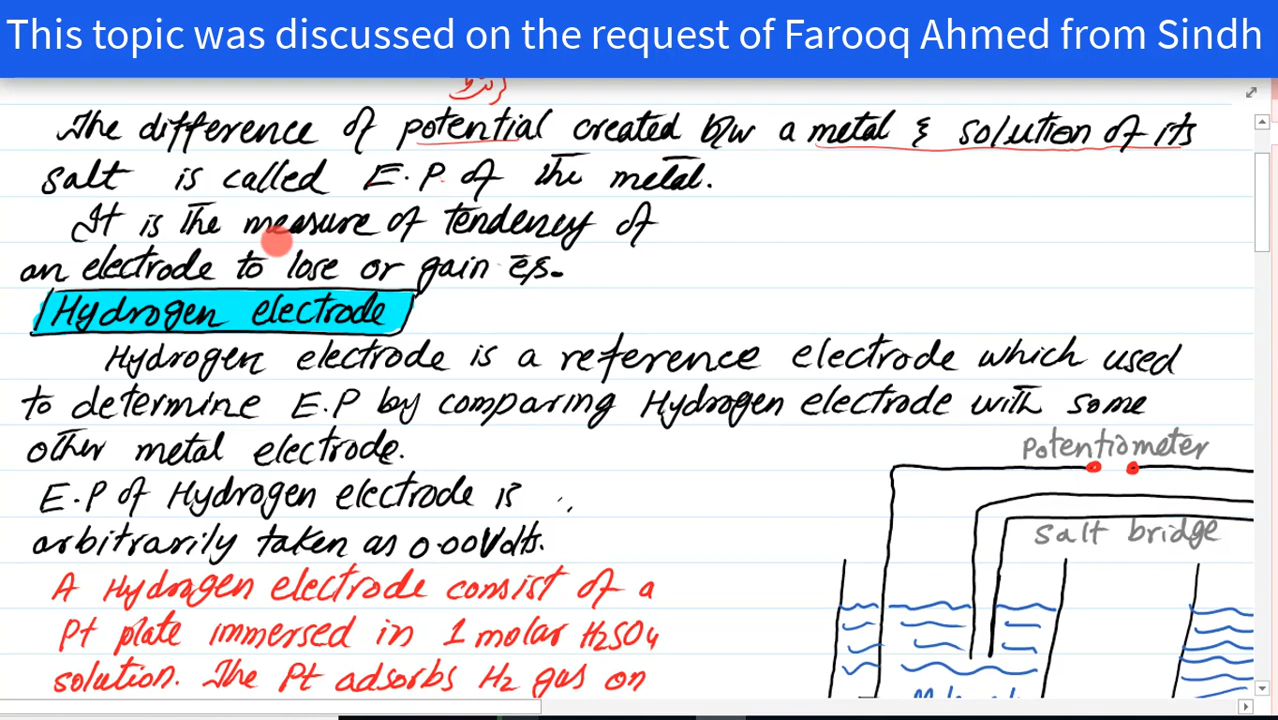 This topic was discussed on the request of Farooq Ahmed from Sindh
The difference of potential created b/w a metal & solution of its
salt is called E.P. of the metal.
It is the measure of tendency of
an electrode to lose or gain e̅s.
Hydrogen electrode
Hydrogen electrode is a reference electrode which used
to determine E.P by comparing Hydrogen electrode with some
other metal electrode.
E.P of Hydrogen electrode is
arbitrarily taken as 0.00Volts.
A Hydrogen electrode consist of a
Pt plate immersed in 1 molar H2SO4
solution. The Pt adsorbs H2 gas on
Potentiometer
Salt bridge